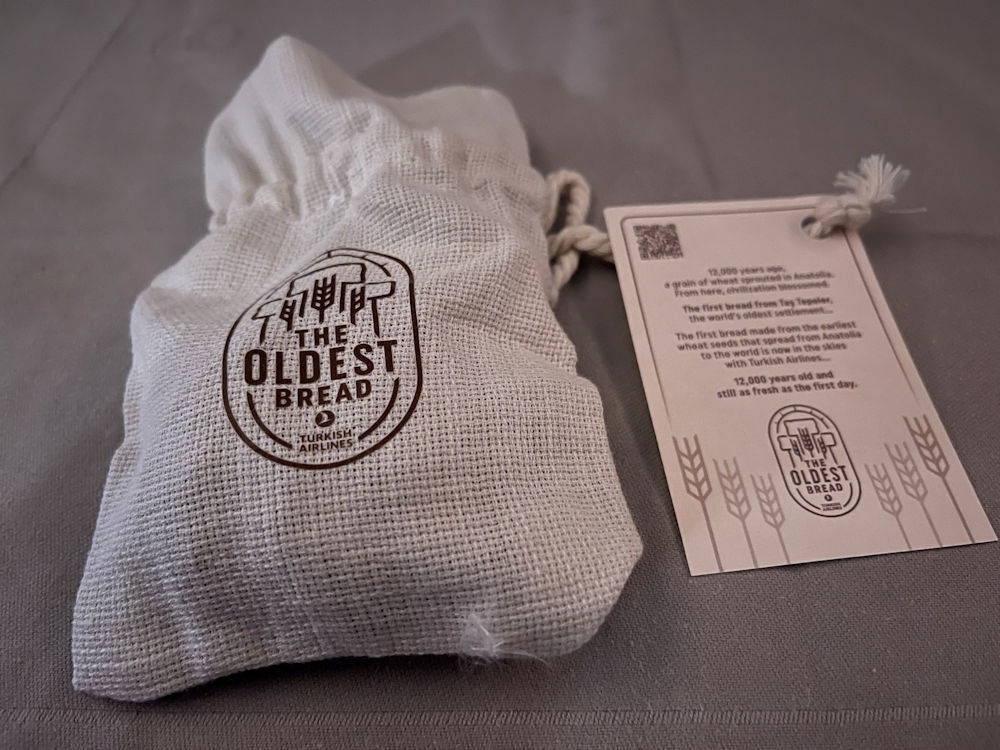 THE
OLDEST
BREAD
TURKISH
AIRLINES
12,000 years ago,
a grain of wheat sprouted in Anatolia.
From here, civilization blossomed.
The first bread from Taş Tepeler,
the world's oldest settlement...
The first bread made from the earliest
wheat seeds that spread from Anatolia
to the world is now in the skies
with Turkish Airlines...
12,000 years old and
still as fresh as the first day.
THE
OLDEST
BREAD
TURKISH
AIRLINES